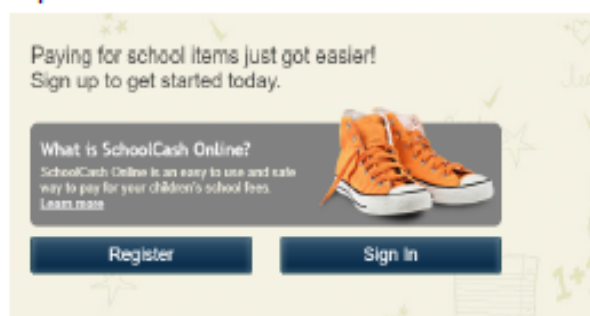 Paying for school items just got easier!
Sign up to get started today.
What is SchoolCash Online?
SchoolCash Online is an easy to use and safe
way to pay for your children's school fees.
Learn more
Register Sign In
1+